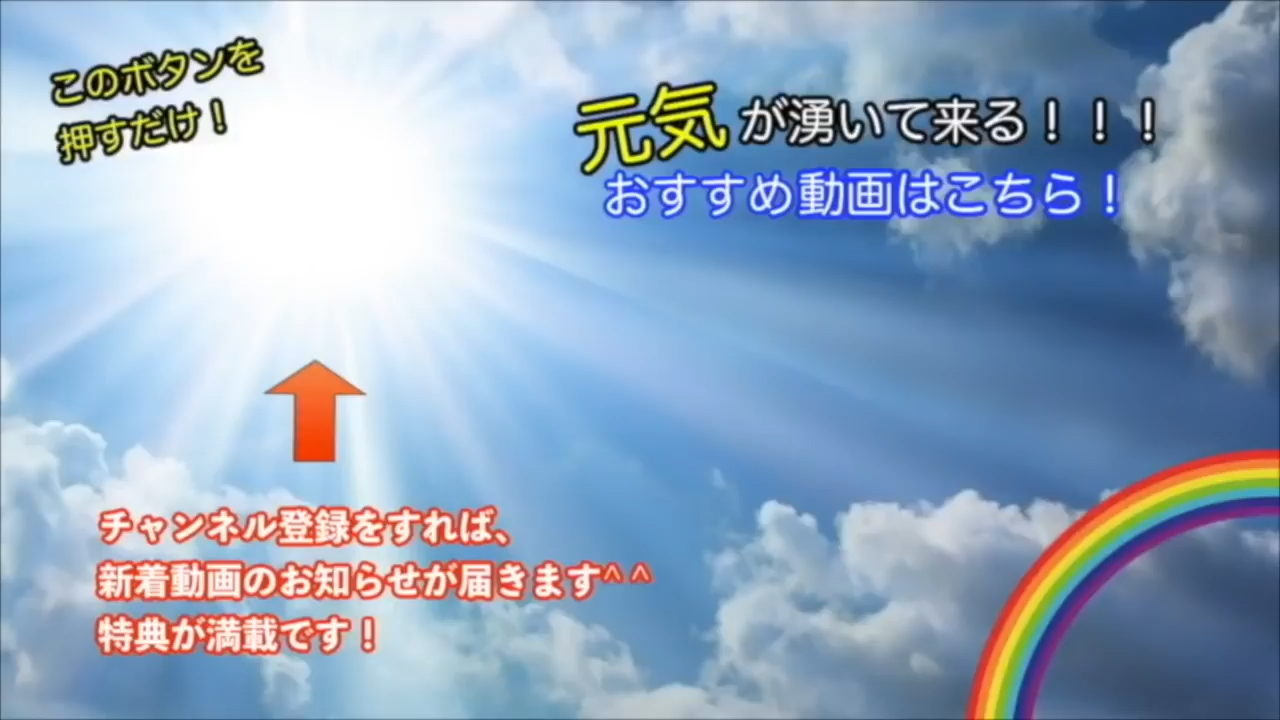 このボタンを
押すだけ！
元気が湧いて来る！！！
おすすめ動画はこちら！
チャンネル登録をすれば、
新着動画のお知らせが届きます^ ^
特典が満載です！